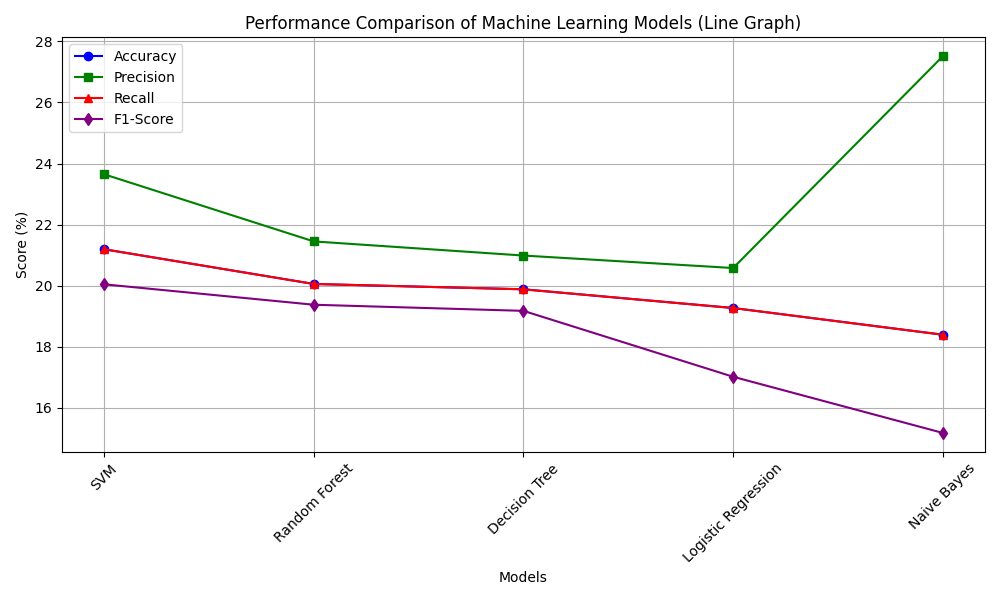 Performance Comparison of Machine Learning Models (Line Graph)
Accuracy
Precision
Recall
F1-Score
Score (%)
28
26
24
22
20
18
16
SVM
Random Forest
Decision Tree
Logistic Regression
Naive Bayes
Models